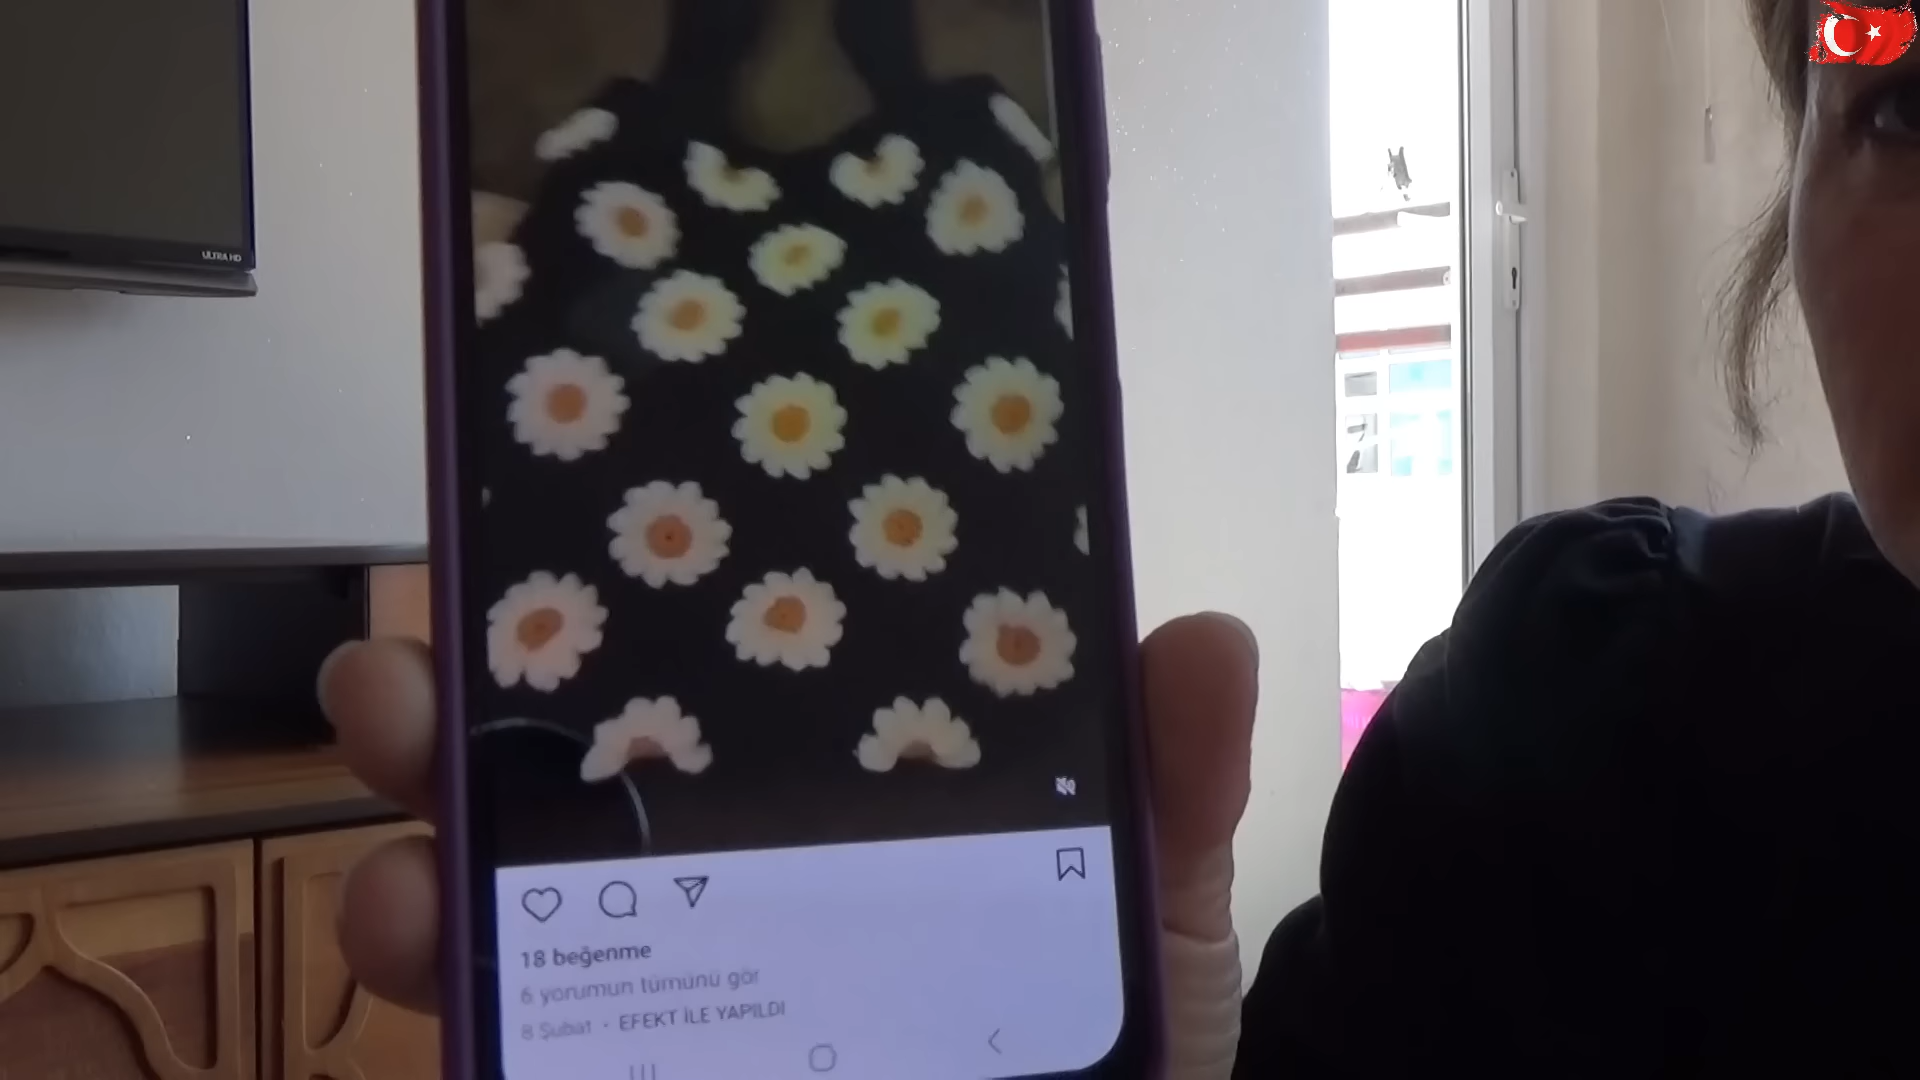 ULTRA HD
18 beğenme
6 yorumun tümünü gör
8 Şubat · EFEKT İLE YAPILDI